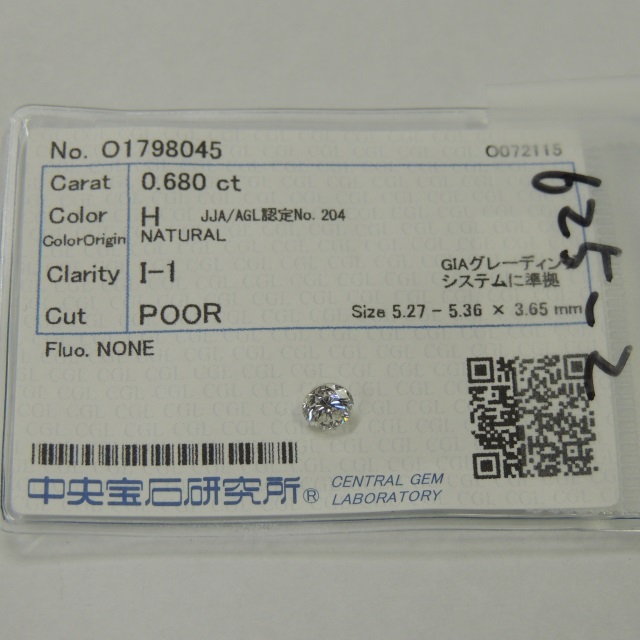 No. O1798045 O072115
Carat 0.680 ct
Color H JJA/AGL認定No. 204
ColorOrigin NATURAL
Clarity I-1 GIAグレーディン
システムに準拠
Cut POOR Size 5.27 - 5.36 × 3.65 mm
Fluo. NONE
中央宝石研究所® CENTRAL GEM
LABORATORY